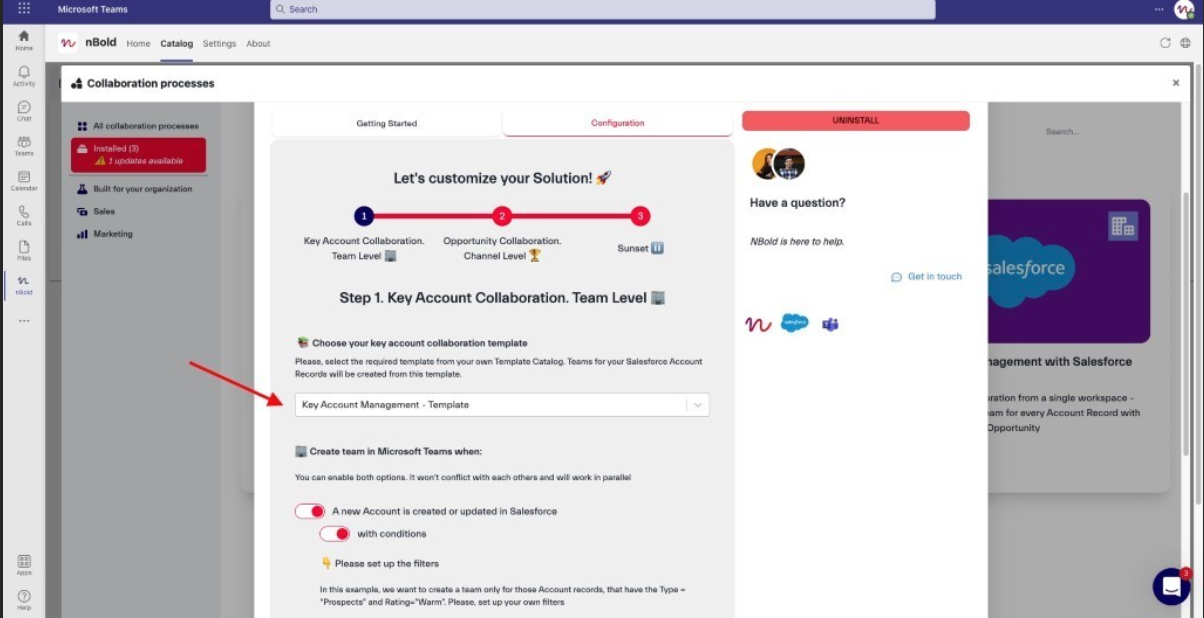 Microsoft Teams
Search
nBold Home Catalog Settings About
Home
Activity
Chat
Teams
Calendar
Calls
Files
nBold
Apps
Help
Collaboration processes
All collaboration processes
Installed (3)
1 updates available
Built for your organization
Sales
Marketing
Getting Started
Configuration
Let's customize your Solution!
1
2
3
Key Account Collaboration.
Team Level
Opportunity Collaboration.
Channel Level
Sunset
Step 1. Key Account Collaboration. Team Level
Choose your key account collaboration template
Please, select the required template from your own Template Catalog. Teams for your Salesforce Account
Records will be created from this template.
Key Account Management - Template
Create team in Microsoft Teams when:
You can enable both options. It won't conflict with each others and will work in parallel
A new Account is created or updated in Salesforce
with conditions
Please set up the filters
In this example, we want to create a team only for those Account records, that have the Type =
"Prospects" and Rating="Warm". Please, set up your own filters
UNINSTALL
Have a question?
NBold is here to help.
Get in touch
salesforce
Search...
salesforce
nagement with Salesforce
oration from a single workspace -
am for every Account Record with
Opportunity
3